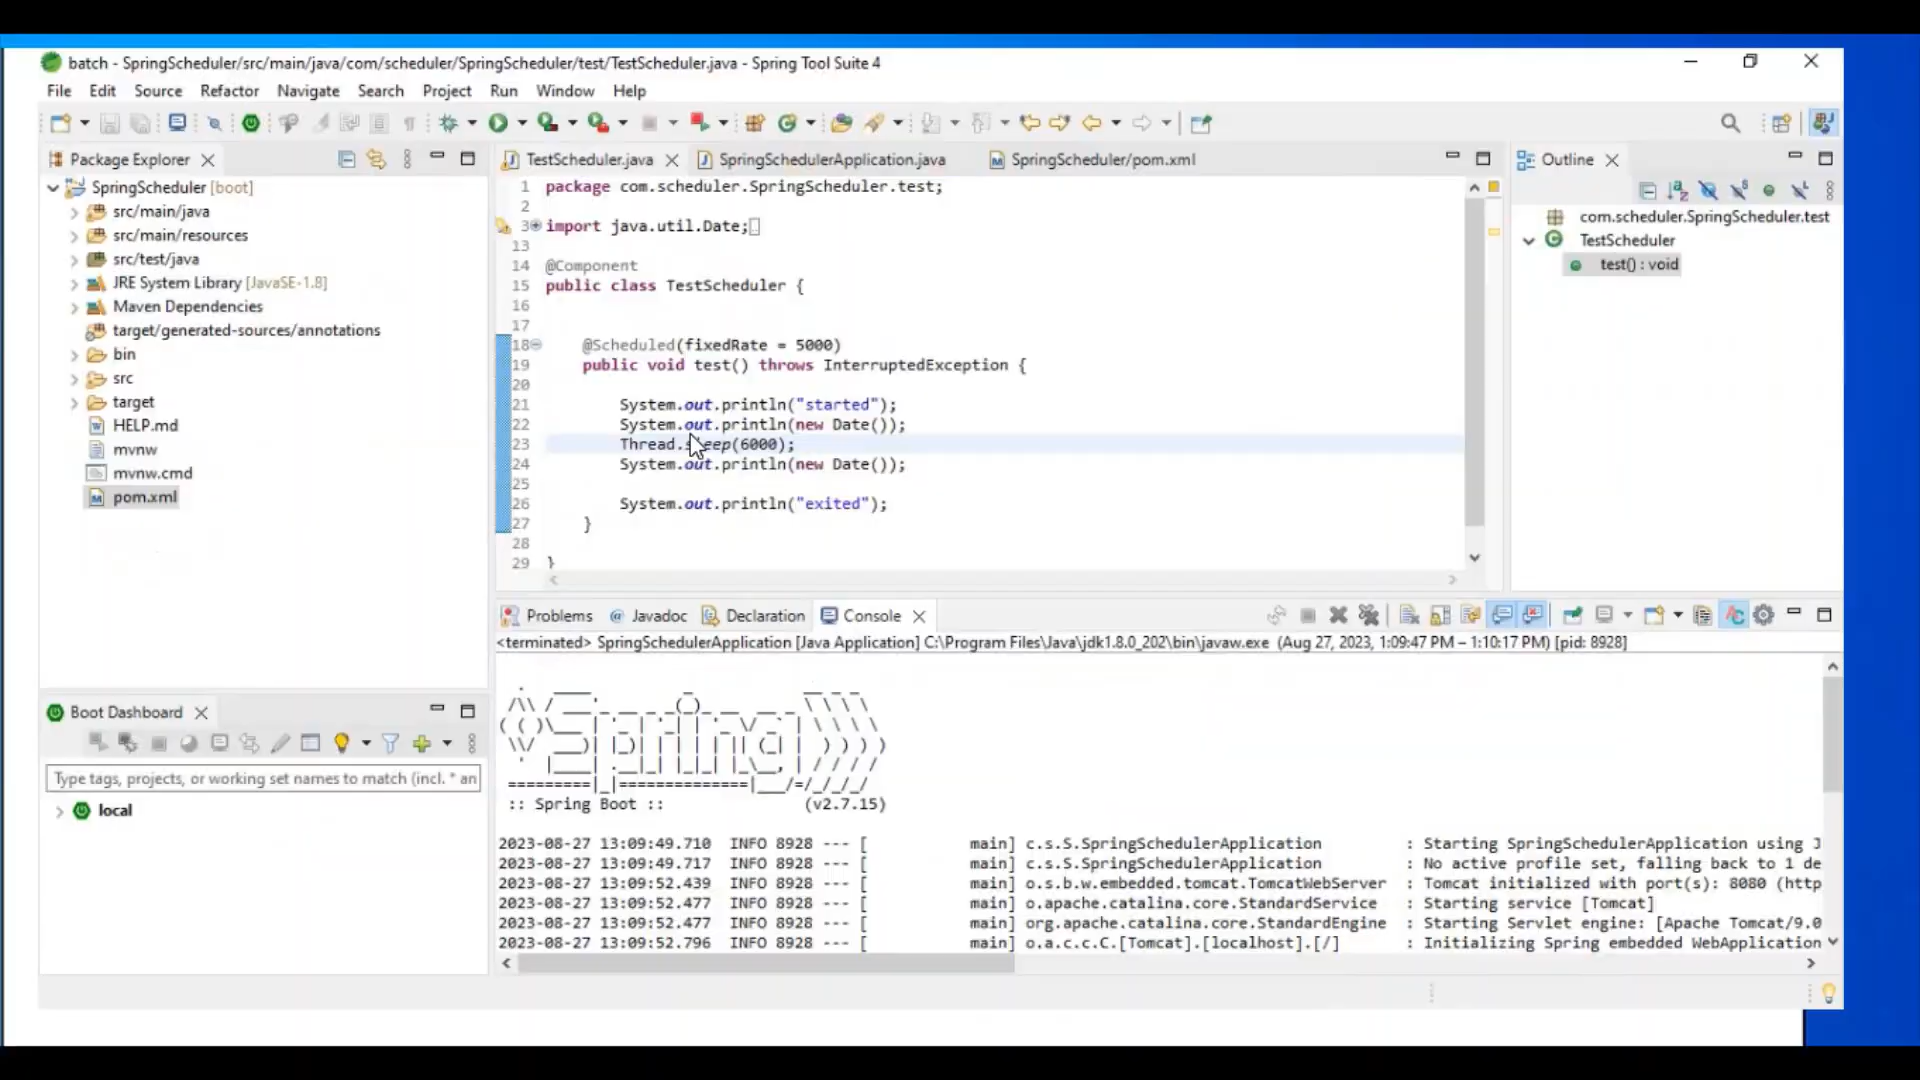 batch - SpringScheduler/src/main/java/com/scheduler/SpringScheduler/test/TestScheduler.java - Spring Tool Suite 4
File Edit Source Refactor Navigate Search Project Run Window Help
Package Explorer
SpringScheduler [boot]
src/main/java
src/main/resources
src/test/java
JRE System Library [JavaSE-1.8]
Maven Dependencies
target/generated-sources/annotations
bin
src
target
HELP.md
mvnw
mvnw.cmd
pom.xml
Boot Dashboard
Type tags, projects, or working set names to match (incl. * an
local
TestScheduler.java SpringSchedulerApplication.java SpringScheduler/pom.xml
1 package com.scheduler.SpringScheduler.test;
2
3 import java.util.Date;
13
14 @Component
15 public class TestScheduler {
16
17
18 @Scheduled(fixedRate = 5000)
19 public void test() throws InterruptedException {
20
21 System.out.println("started");
22 System.out.println(new Date());
23 Thread.sleep(6000);
24 System.out.println(new Date());
25
26 System.out.println("exited");
27 }
28
29 }
Outline
com.scheduler.SpringScheduler.test
TestScheduler
test() : void
Problems @ Javadoc Declaration Console
<terminated> SpringSchedulerApplication [Java Application] C:\Program Files\Java\jdk1.8.0_202\bin\javaw.exe (Aug 27, 2023, 1:09:47 PM – 1:10:17 PM) [pid: 8928]
Spring
:: Spring Boot :: (v2.7.15)
2023-08-27 13:09:49.710 INFO 8928 --- [ main] c.s.S.SpringSchedulerApplication : Starting SpringSchedulerApplication using J
2023-08-27 13:09:49.717 INFO 8928 --- [ main] c.s.S.SpringSchedulerApplication : No active profile set, falling back to 1 de
2023-08-27 13:09:52.439 INFO 8928 --- [ main] o.s.b.w.embedded.tomcat.TomcatWebServer : Tomcat initialized with port(s): 8080 (http
2023-08-27 13:09:52.477 INFO 8928 --- [ main] o.apache.catalina.core.StandardService : Starting service [Tomcat]
2023-08-27 13:09:52.477 INFO 8928 --- [ main] org.apache.catalina.core.StandardEngine : Starting Servlet engine: [Apache Tomcat/9.0
2023-08-27 13:09:52.796 INFO 8928 --- [ main] o.a.c.c.C.[Tomcat].[localhost].[/] : Initializing Spring embedded WebApplication